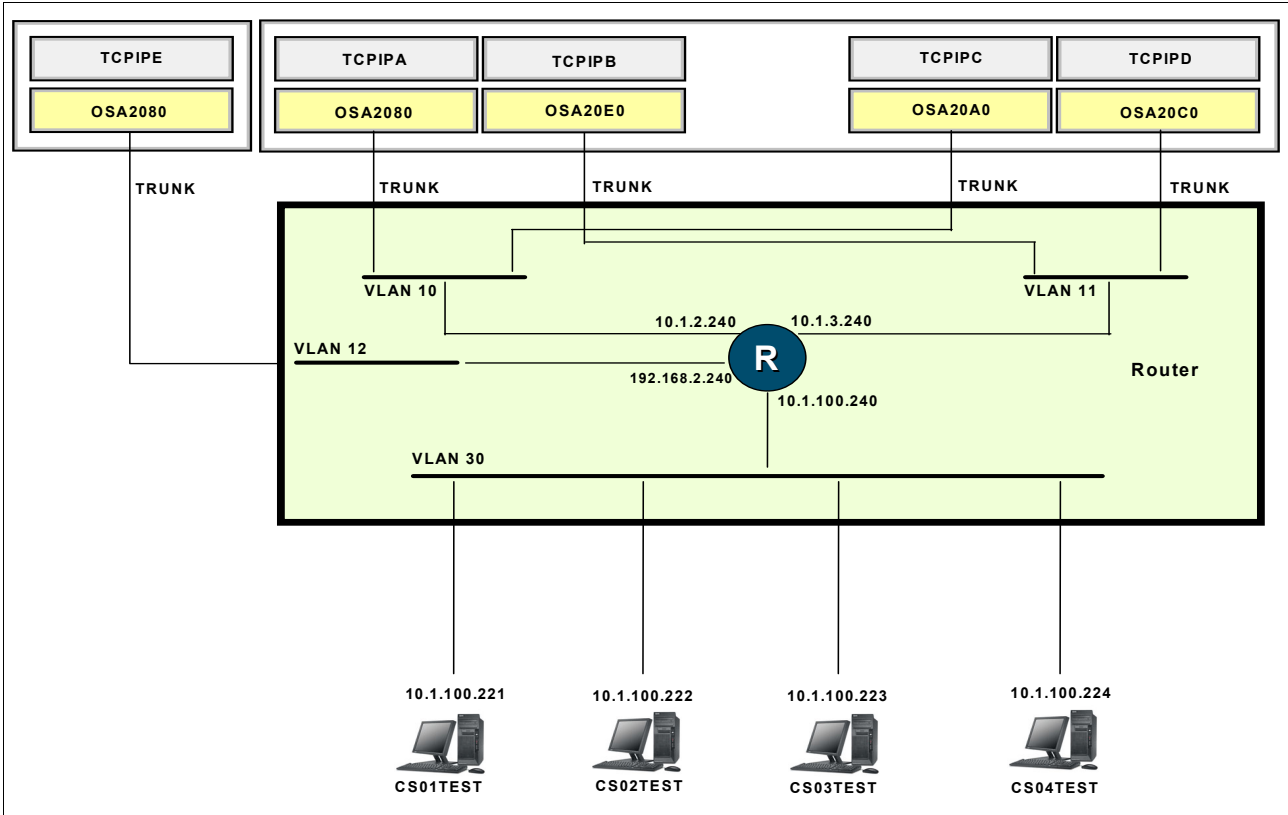 TCPIPE
TCPIPA
TCPIPB
TCPIPC
TCPIPD
OSA2080
OSA2080
OSA20E0
OSA20A0
OSA20C0
TRUNK
TRUNK
TRUNK
TRUNK
TRUNK
VLAN 10
VLAN 11
10.1.2.240
10.1.3.240
VLAN 12
R
Router
192.168.2.240
10.1.100.240
VLAN 30
10.1.100.221
10.1.100.222
10.1.100.223
10.1.100.224
CS01TEST
CS02TEST
CS03TEST
CS04TEST